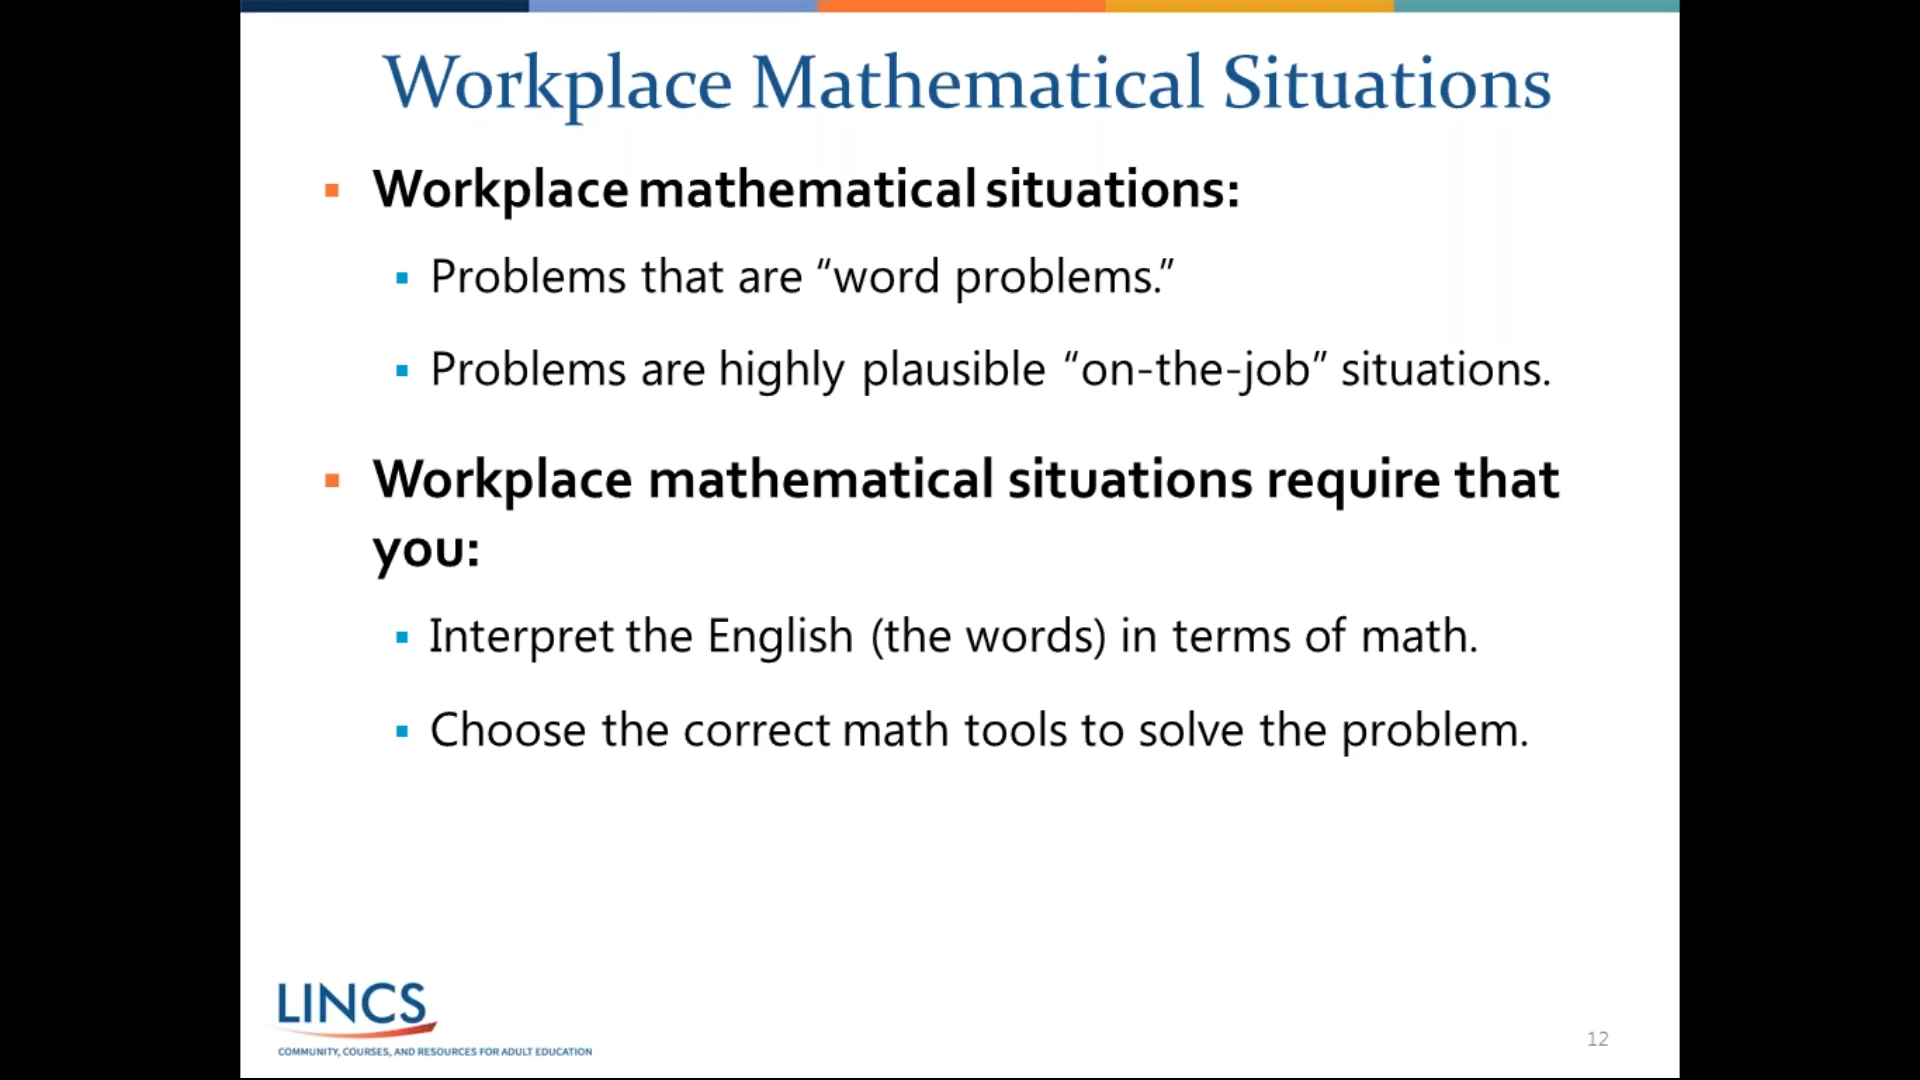 Workplace Mathematical Situations
Workplace mathematical situations:
Problems that are “word problems.”
Problems are highly plausible “on-the-job” situations.
Workplace mathematical situations require that
you:
Interpret the English (the words) in terms of math.
Choose the correct math tools to solve the problem.
LINCS
COMMUNITY, COURSES, AND RESOURCES FOR ADULT EDUCATION
12